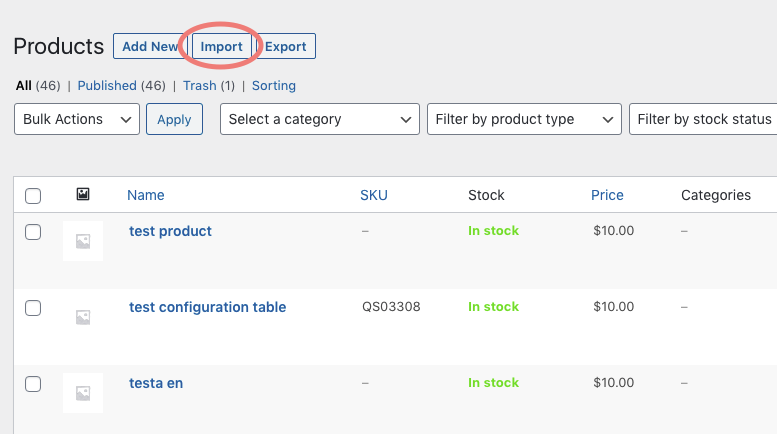 Products Add New Import Export
All (46) | Published (46) | Trash (1) | Sorting
Bulk Actions Apply Select a category Filter by product type Filter by stock status
Name SKU Stock Price Categories
test product – In stock $10.00 –
test configuration table QS03308 In stock $10.00 –
testa en – In stock $10.00 –